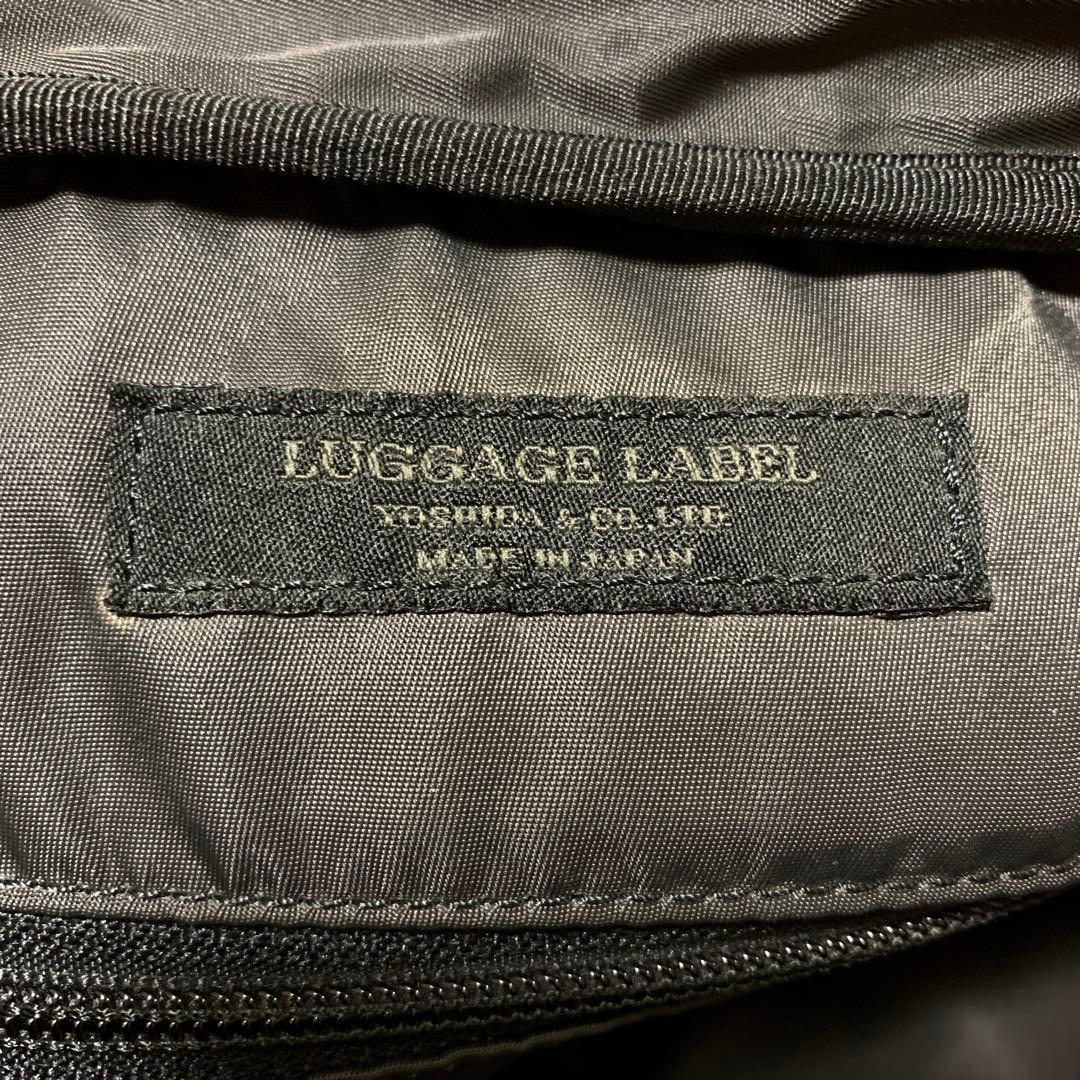 LUGGAGE LABEL
YOSHIDA & CO., LTD.
MADE IN JAPAN